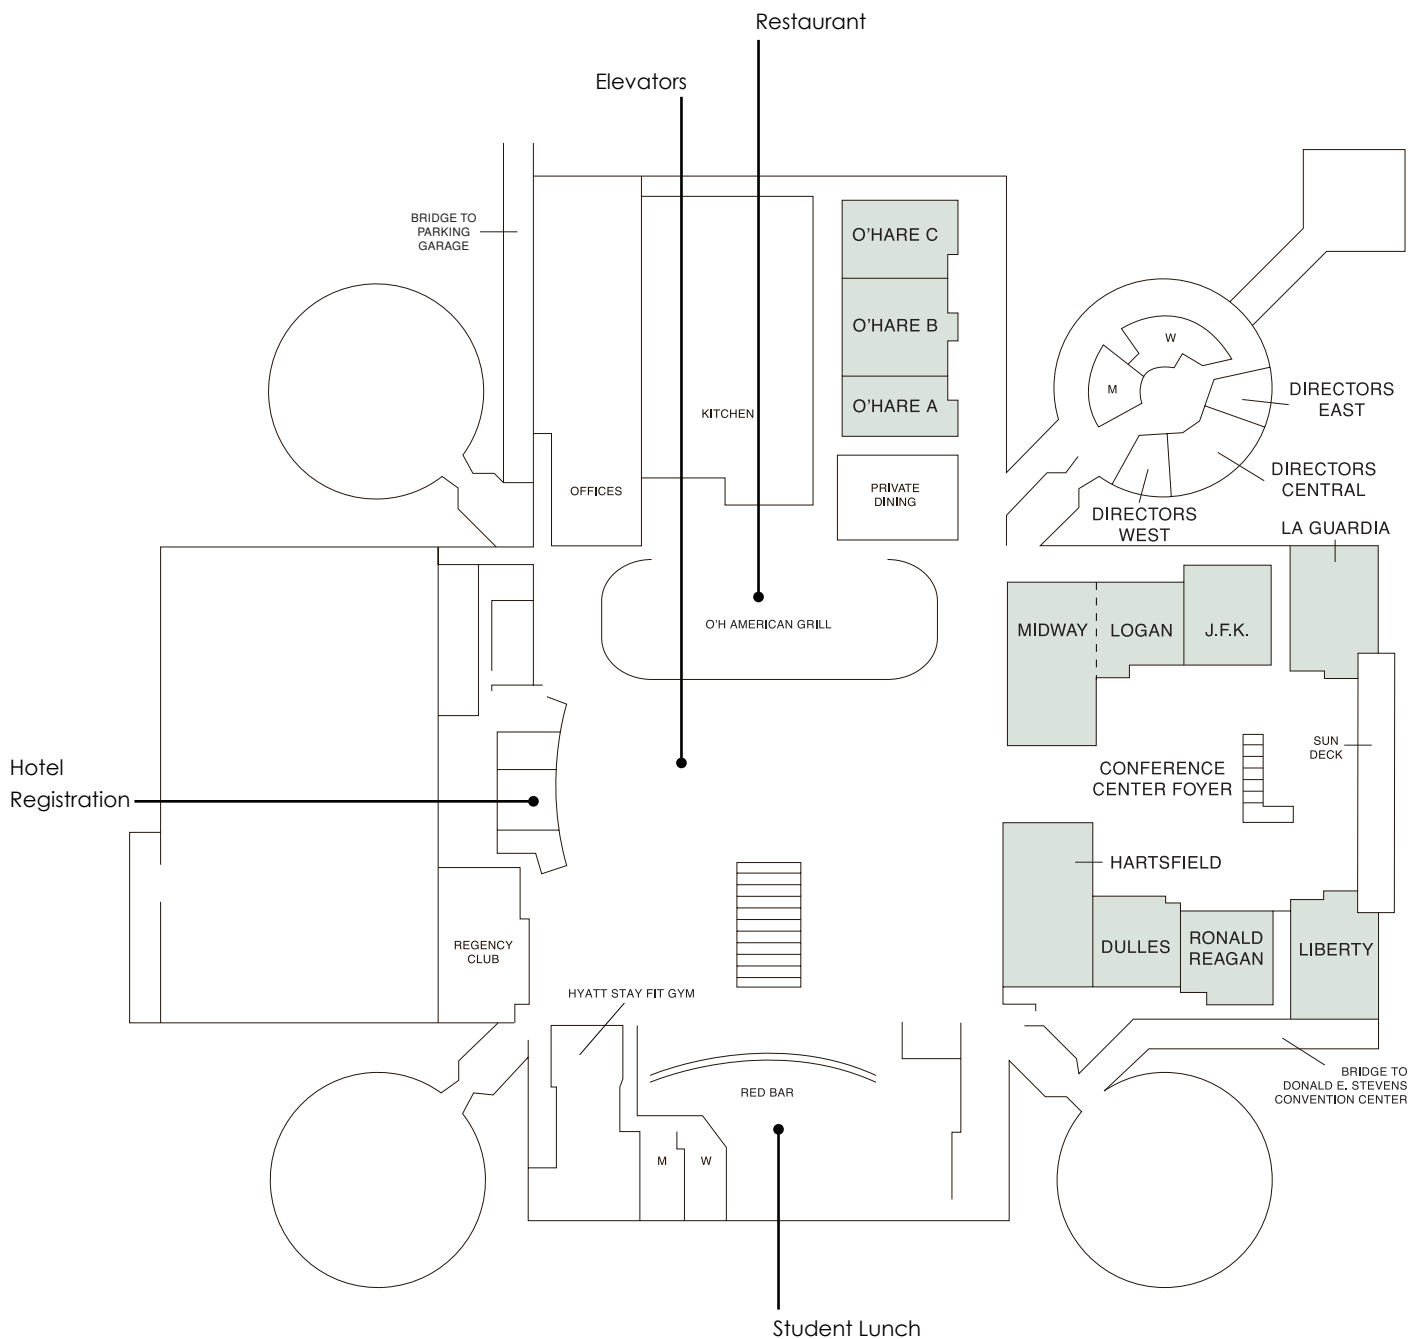 Restaurant
Elevators
BRIDGE TO
PARKING
GARAGE
O'HARE C
O'HARE B
O'HARE A
W
M
DIRECTORS
EAST
DIRECTORS
CENTRAL
DIRECTORS
WEST
KITCHEN
OFFICES
PRIVATE
DINING
LA GUARDIA
O'H AMERICAN GRILL
MIDWAY
LOGAN
J.F.K.
SUN
DECK
CONFERENCE
CENTER FOYER
Hotel
Registration
HARTSFIELD
REGENCY
CLUB
DULLES
RONALD
REAGAN
LIBERTY
HYATT STAY FIT GYM
RED BAR
BRIDGE TO
DONALD E. STEVENS
CONVENTION CENTER
M
W
Student Lunch